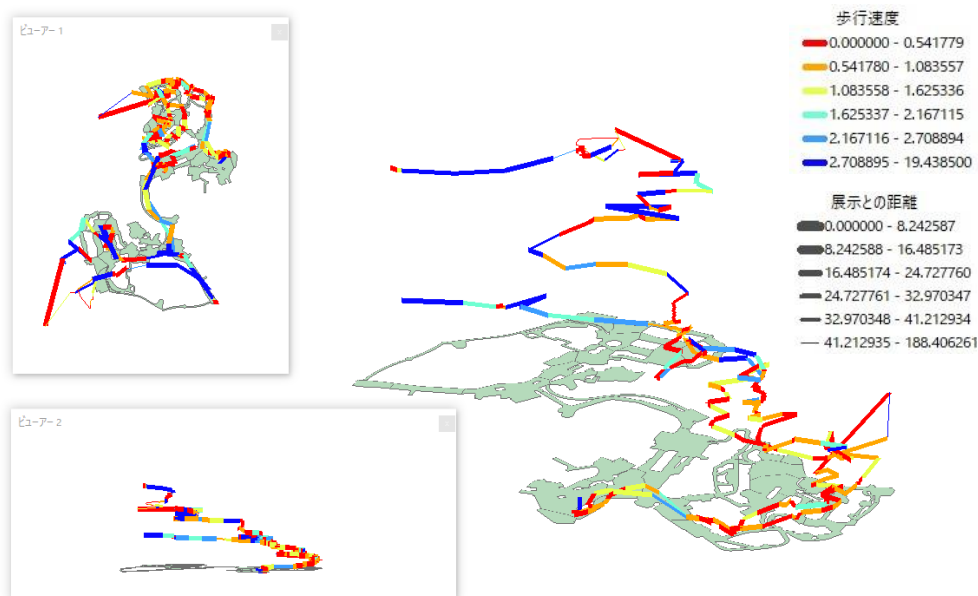 ビューアー 1
歩行速度
0.000000 - 0.541779
0.541780 - 1.083557
1.083558 - 1.625336
1.625337 - 2.167115
2.167116 - 2.708894
2.708895 - 19.438500
展示との距離
0.000000 - 8.242587
8.242588 - 16.485173
16.485174 - 24.727760
24.727761 - 32.970347
32.970348 - 41.212934
41.212935 - 188.406261
ビューアー 2